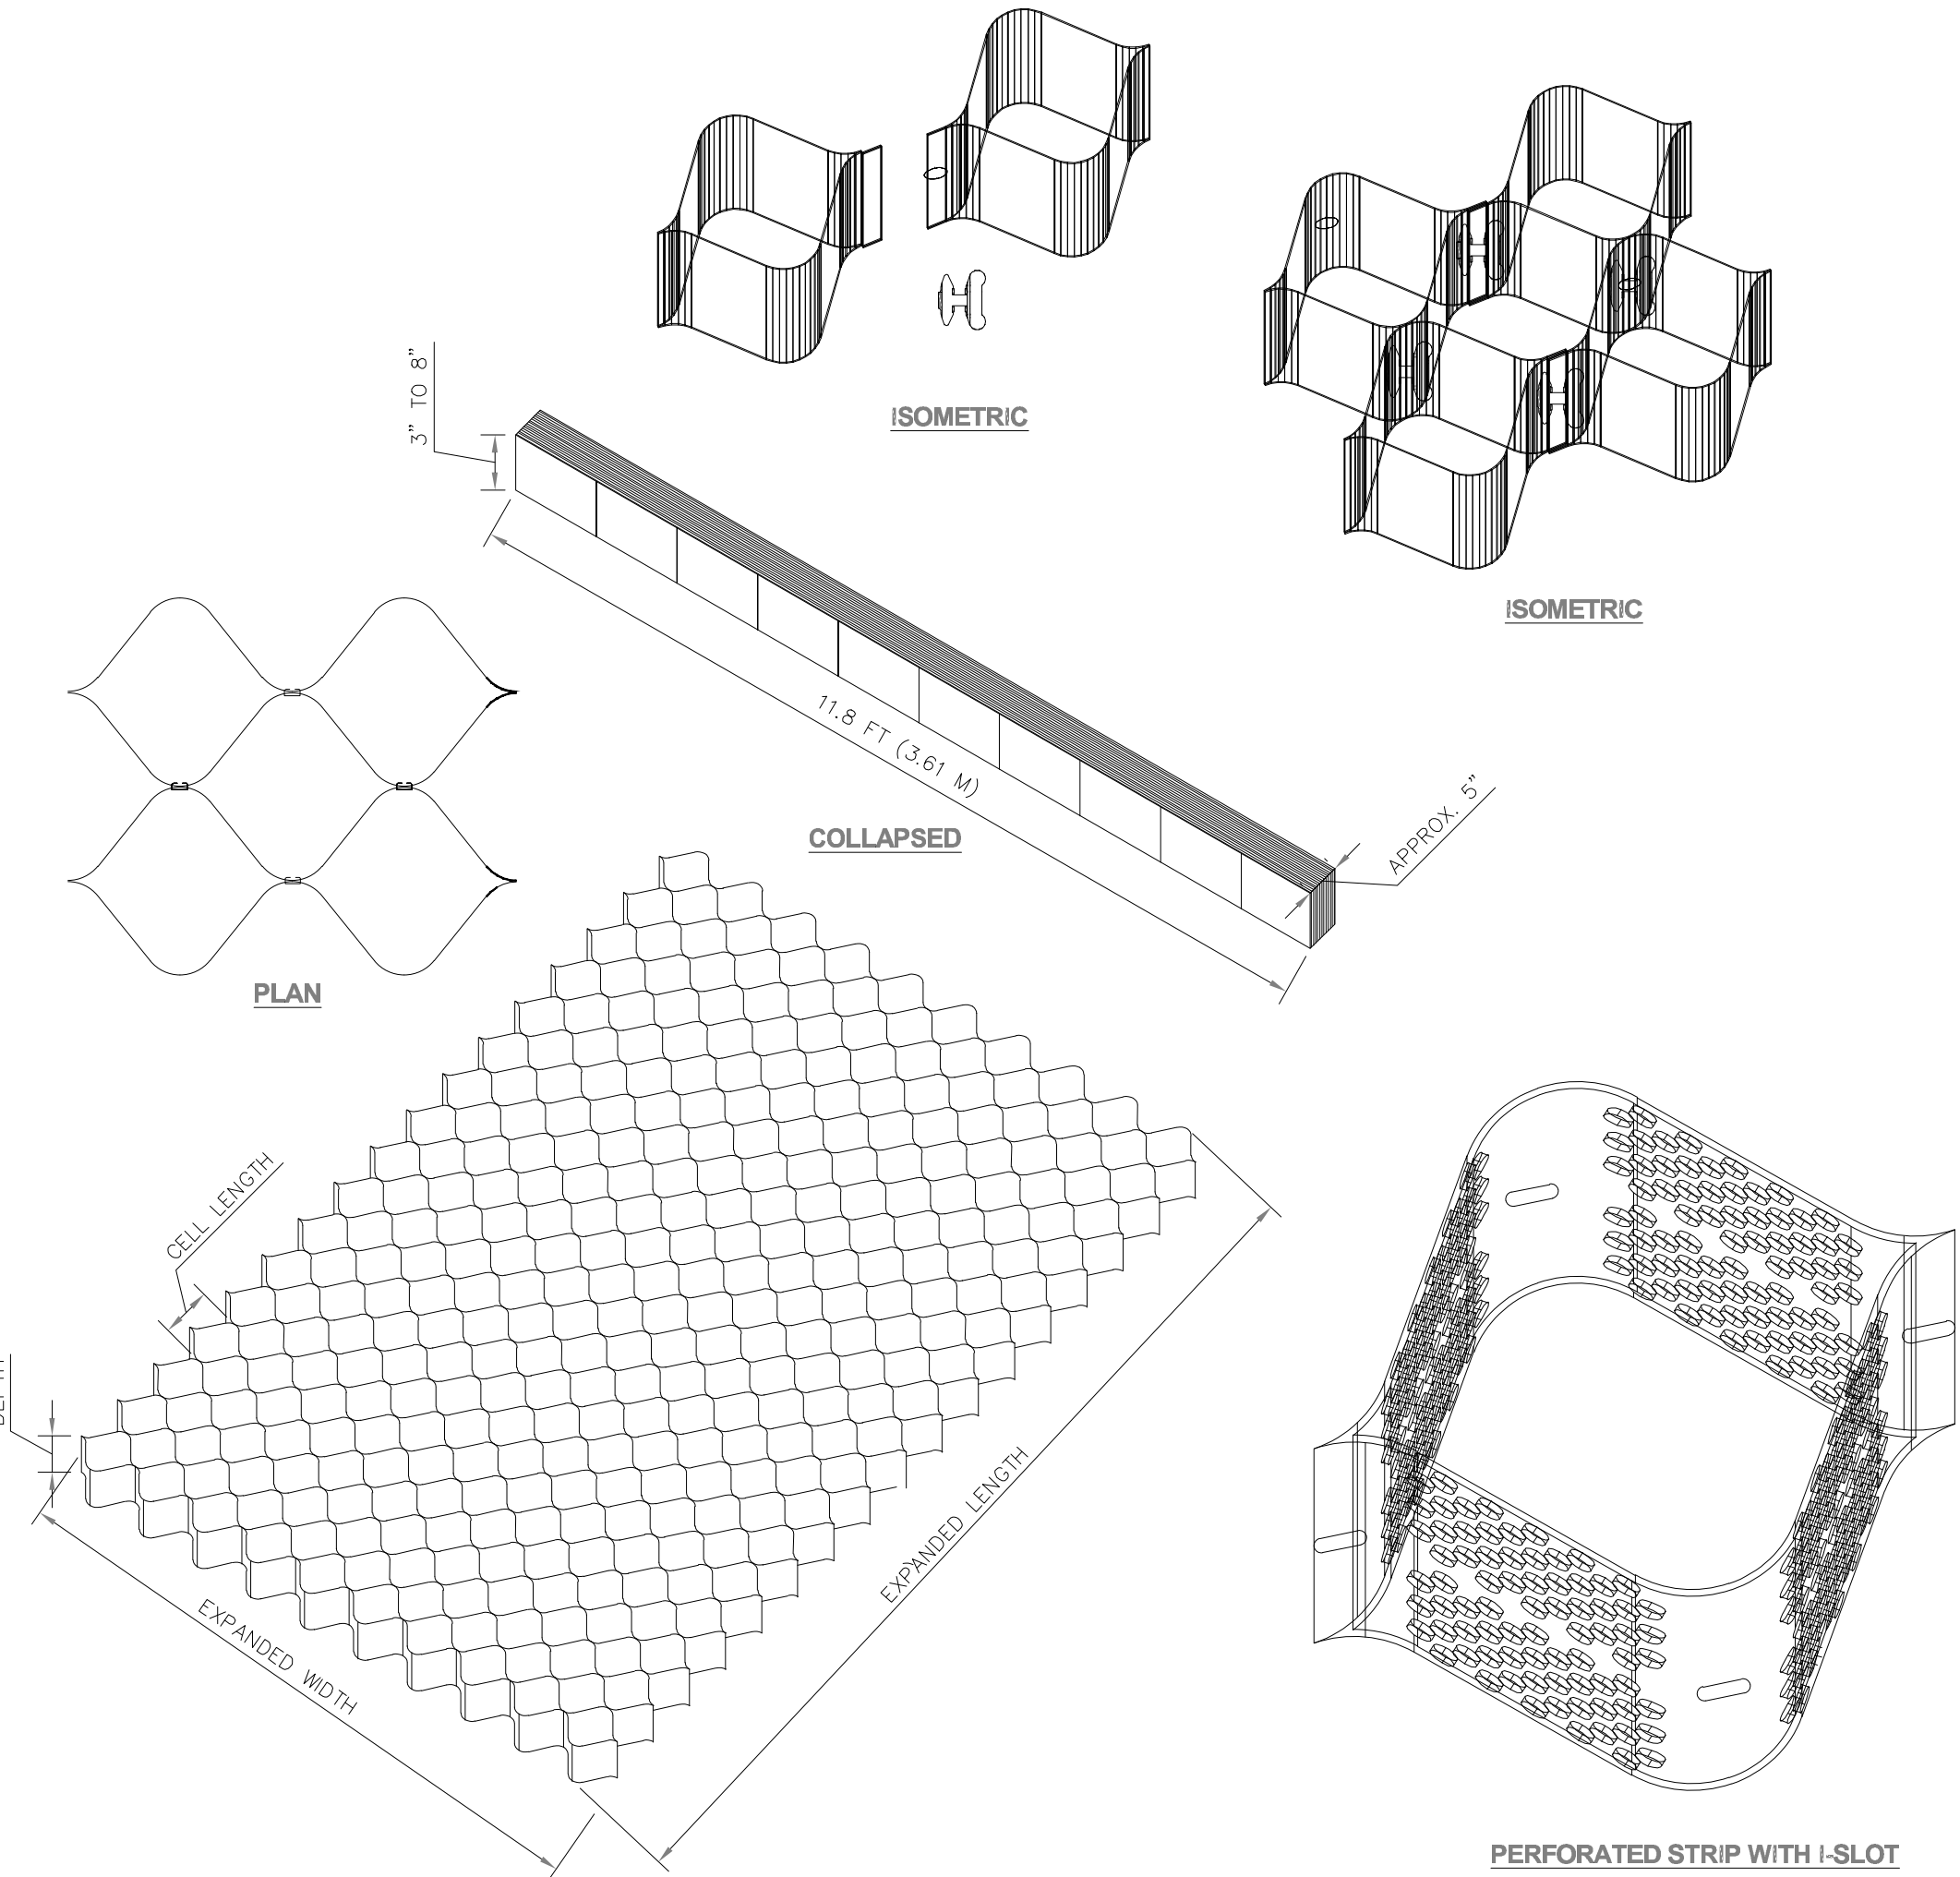 3” TO 8”
ISOMETRIC
ISOMETRIC
11.8 FT (3.61 M)
APPROX. 5”
COLLAPSED
PLAN
CELL LENGTH
EXPANDED LENGTH
EXPANDED WIDTH
PERFORATED STRIP WITH I-SLOT